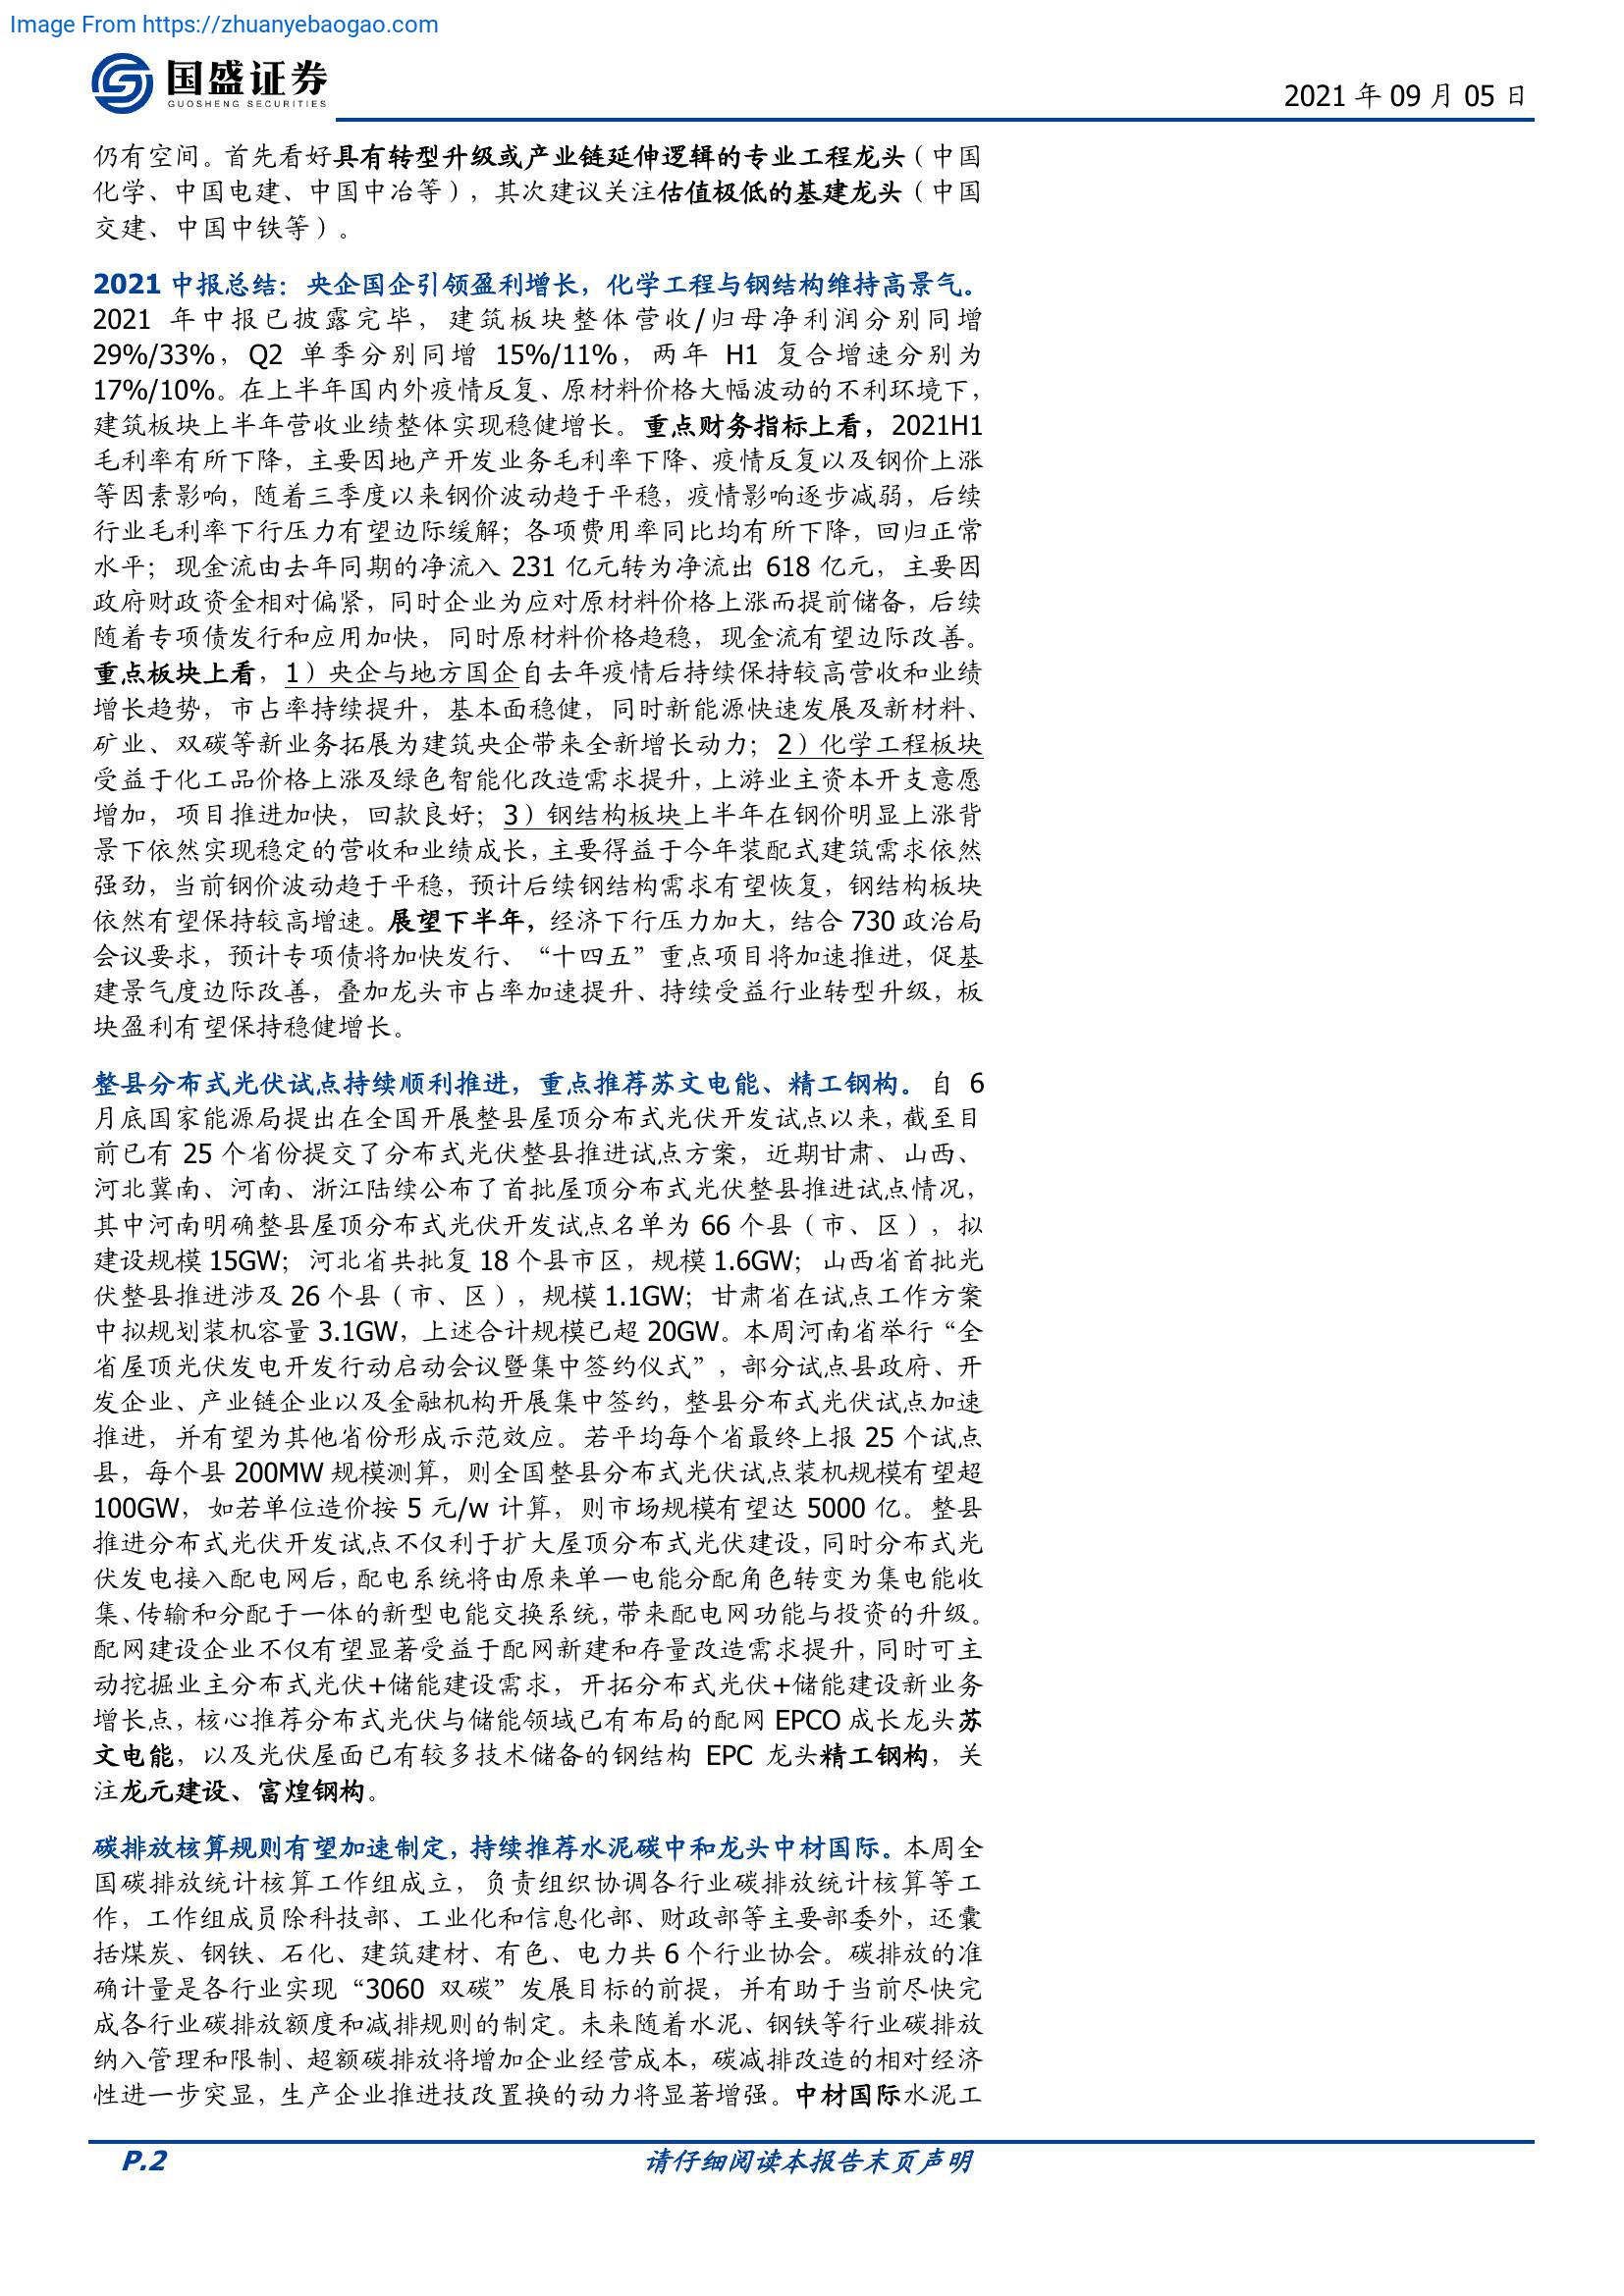 Image From https://zhuanyebaogao.com
国盛证券
GUOSHENG SECURITIES
2021 年 09 月 05 日
仍有空间。首先看好具有转型升级或产业链延伸逻辑的专业工程龙头（中国
化学、中国电建、中国中冶等），其次建议关注估值极低的基建龙头（中国
交建、中国中铁等）。
2021 中报总结：央企国企引领盈利增长，化学工程与钢结构维持高景气。
2021 年中报已披露完毕，建筑板块整体营收/归母净利润分别同增
29%/33%，Q2 单季分别同增 15%/11%，两年 H1 复合增速分别为
17%/10%。在上半年国内外疫情反复、原材料价格大幅波动的不利环境下，
建筑板块上半年营收业绩整体实现稳健增长。重点财务指标上看，2021H1
毛利率有所下降，主要因地产开发业务毛利率下降、疫情反复以及钢价上涨
等因素影响，随着三季度以来钢价波动趋于平稳，疫情影响逐步减弱，后续
行业毛利率下行压力有望边际缓解；各项费用率同比均有所下降，回归正常
水平；现金流由去年同期的净流入 231 亿元转为净流出 618 亿元，主要因
政府财政资金相对偏紧，同时企业为应对原材料价格上涨而提前储备，后续
随着专项债发行和应用加快，同时原材料价格趋稳，现金流有望边际改善。
重点板块上看，1）央企与地方国企自去年疫情后持续保持较高营收和业绩
增长趋势，市占率持续提升，基本面稳健，同时新能源快速发展及新材料、
矿业、双碳等新业务拓展为建筑央企带来全新增长动力；2）化学工程板块
受益于化工品价格上涨及绿色智能化改造需求提升，上游业主资本开支意愿
增加，项目推进加快，回款良好；3）钢结构板块上半年在钢价明显上涨背
景下依然实现稳定的营收和业绩成长，主要得益于今年装配式建筑需求依然
强劲，当前钢价波动趋于平稳，预计后续钢结构需求有望恢复，钢结构板块
依然有望保持较高增速。展望下半年，经济下行压力加大，结合 730 政治局
会议要求，预计专项债将加快发行、“十四五”重点项目将加速推进，促基
建景气度边际改善，叠加龙头市占率加速提升、持续受益行业转型升级，板
块盈利有望保持稳健增长。
整县分布式光伏试点持续顺利推进，重点推荐苏文电能、精工钢构。自 6
月底国家能源局提出在全国开展整县屋顶分布式光伏开发试点以来，截至目
前已有 25 个省份提交了分布式光伏整县推进试点方案，近期甘肃、山西、
河北冀南、河南、浙江陆续公布了首批屋顶分布式光伏整县推进试点情况，
其中河南明确整县屋顶分布式光伏开发试点名单为 66 个县（市、区），拟
建设规模 15GW；河北省共批复 18 个县市区，规模 1.6GW；山西省首批光
伏整县推进涉及 26 个县（市、区），规模 1.1GW；甘肃省在试点工作方案
中拟规划装机容量 3.1GW，上述合计规模已超 20GW。本周河南省举行“全
省屋顶光伏发电开发行动启动会议暨集中签约仪式”，部分试点县政府、开
发企业、产业链企业以及金融机构开展集中签约，整县分布式光伏试点加速
推进，并有望为其他省份形成示范效应。若平均每个省最终上报 25 个试点
县，每个县 200MW 规模测算，则全国整县分布式光伏试点装机规模有望超
100GW，如若单位造价按 5 元/w 计算，则市场规模有望达 5000 亿。整县
推进分布式光伏开发试点不仅利于扩大屋顶分布式光伏建设，同时分布式光
伏发电接入配电网后，配电系统将由原来单一电能分配角色转变为集电能收
集、传输和分配于一体的新型电能交换系统，带来配电网功能与投资的升级。
配网建设企业不仅有望显著受益于配网新建和存量改造需求提升，同时可主
动挖掘业主分布式光伏+储能建设需求，开拓分布式光伏+储能建设新业务
增长点，核心推荐分布式光伏与储能领域已有布局的配网 EPCO 成长龙头苏
文电能，以及光伏屋面已有较多技术储备的钢结构 EPC 龙头精工钢构，关
注龙元建设、富煌钢构。
碳排放核算规则有望加速制定，持续推荐水泥碳中和龙头中材国际。本周全
国碳排放统计核算工作组成立，负责组织协调各行业碳排放统计核算等工
作，工作组成员除科技部、工业化和信息化部、财政部等主要部委外，还囊
括煤炭、钢铁、石化、建筑建材、有色、电力共 6 个行业协会。碳排放的准
确计量是各行业实现“3060 双碳”发展目标的前提，并有助于当前尽快完
成各行业碳排放额度和减排规则的制定。未来随着水泥、钢铁等行业碳排放
纳入管理和限制、超额碳排放将增加企业经营成本，碳减排改造的相对经济
性进一步突显，生产企业推进技改置换的动力将显著增强。中材国际水泥工
P.2
请仔细阅读本报告末页声明